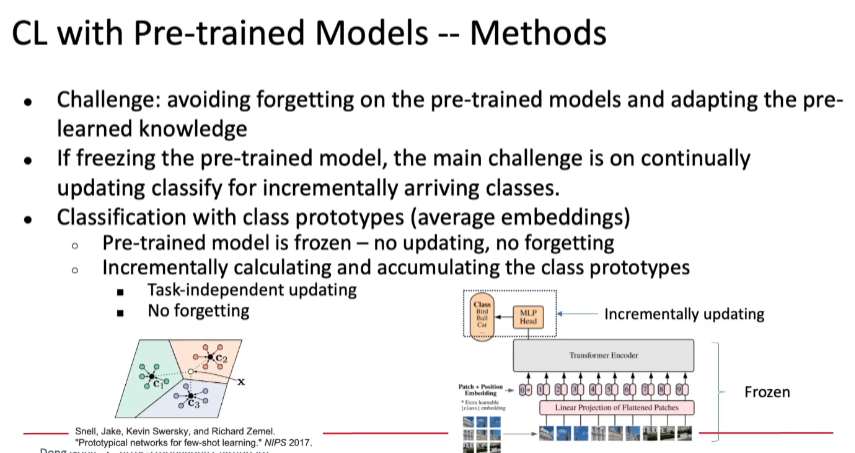 CL with Pre-trained Models -- Methods
• Challenge: avoiding forgetting on the pre-trained models and adapting the pre-
learned knowledge
• If freezing the pre-trained model, the main challenge is on continually
updating classify for incrementally arriving classes.
• Classification with class prototypes (average embeddings)
○ Pre-trained model is frozen – no updating, no forgetting
○ Incrementally calculating and accumulating the class prototypes
■ Task-independent updating
■ No forgetting
c1
c2
c3
x
Snell, Jake, Kevin Swersky, and Richard Zemel.
"Prototypical networks for few-shot learning." NIPS 2017.
Class
Bird
Ball
Car
...
MLP
Head
Incrementally updating
Transformer Encoder
Patch + Position
Embedding
* Extra learnable
[class] embedding
0* 1 2 3 4 5 6 7 8 9
Linear Projection of Flattened Patches
Frozen